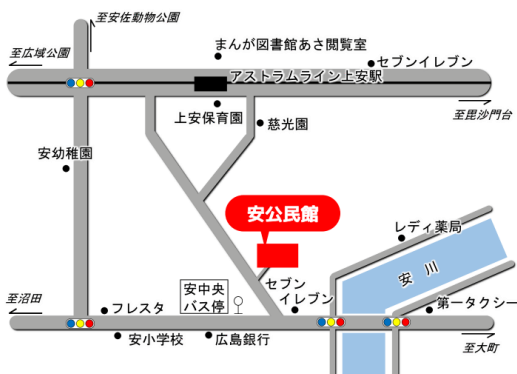 至安佐動物公園
至広域公園
まんが図書館あさ閲覧室
セブンイレブン
アストラムライン上安駅
至毘沙門台
上安保育園
慈光園
安幼稚園
安公民館
レディ薬局
安川
セブン
イレブン
安中央
バス停
至沼田
フレスタ
第一タクシー
安小学校
広島銀行
至大町